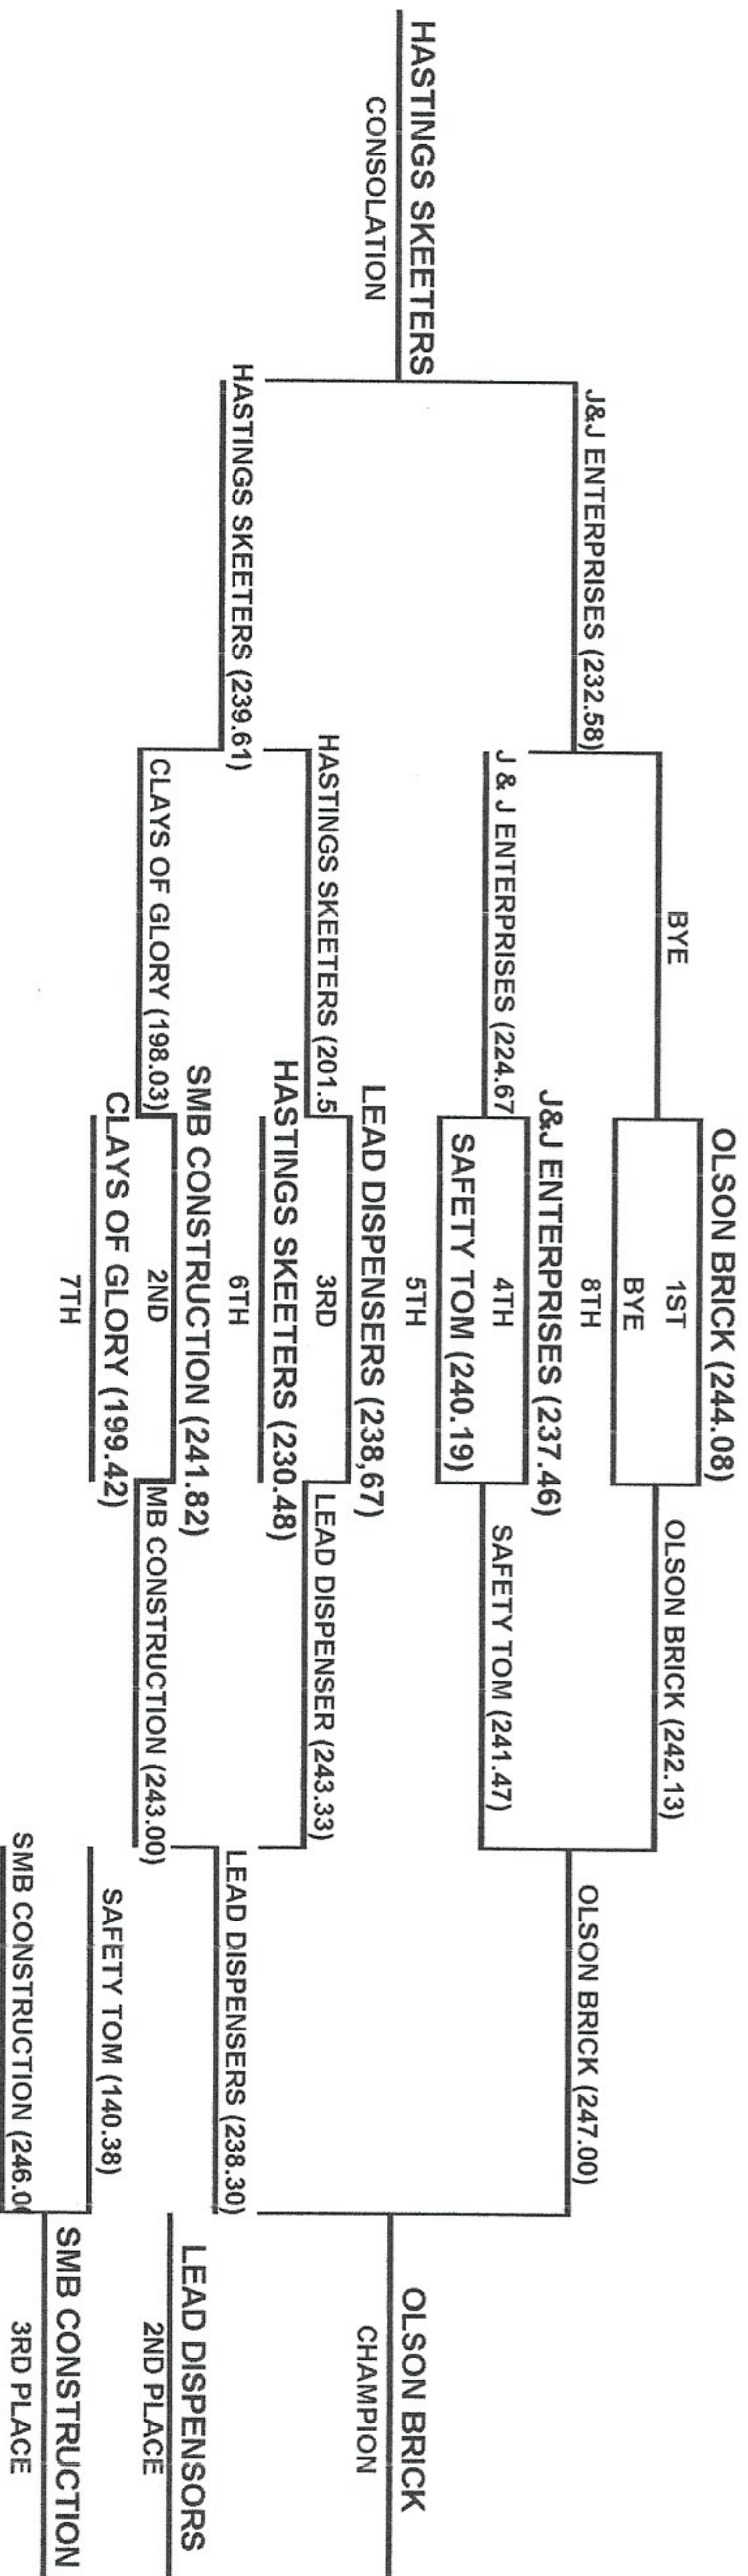 OLSON BRICK (244.08)
1ST
BYE
8TH
BYE
OLSON BRICK (242.13)
J&J ENTERPRISES (232.58)
J & J ENTERPRISES (224.67
J&J ENTERPRISES (237.46)
4TH
SAFETY TOM (240.19)
5TH
SAFETY TOM (241.47)
OLSON BRICK (247.00)
HASTINGS SKEETERS
CONSOLATION
OLSON BRICK
CHAMPION
LEAD DISPENSERS (238,67)
3RD
HASTINGS SKEETERS (230.48)
6TH
HASTINGS SKEETERS (201.5
LEAD DISPENSER (243.33)
HASTINGS SKEETERS (239.61)
LEAD DISPENSERS (238.30)
LEAD DISPENSORS
2ND PLACE
SMB CONSTRUCTION (241.82)
2ND
CLAYS OF GLORY (199.42)
7TH
CLAYS OF GLORY (198.03)
MB CONSTRUCTION (243.00)
SAFETY TOM (140.38)
SMB CONSTRUCTION (246.0
SMB CONSTRUCTION
3RD PLACE